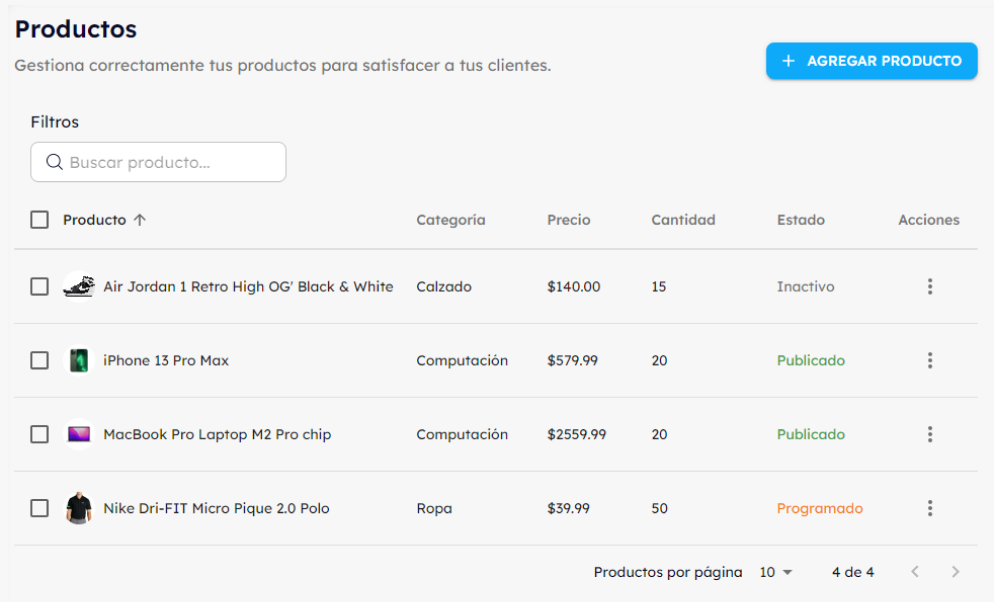 Productos
Gestiona correctamente tus productos para satisfacer a tus clientes.
+ AGREGAR PRODUCTO
Filtros
Buscar producto...
Producto ↑ Categoría Precio Cantidad Estado Acciones
Air Jordan 1 Retro High OG' Black & White Calzado $140.00 15 Inactivo
iPhone 13 Pro Max Computación $579.99 20 Publicado
MacBook Pro Laptop M2 Pro chip Computación $2559.99 20 Publicado
Nike Dri-FIT Micro Pique 2.0 Polo Ropa $39.99 50 Programado
Productos por página 10 4 de 4